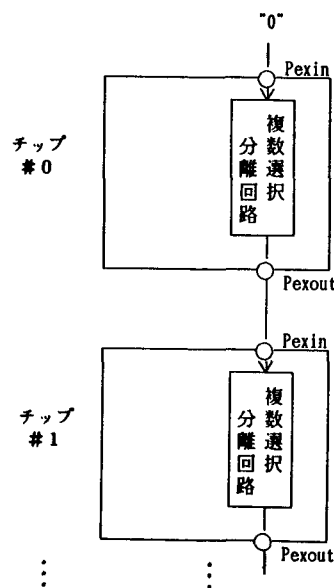 "0"
Pexin
チップ
#0
複数選択
分離回路
Pexout
Pexin
チップ
#1
複数選択
分離回路
Pexout